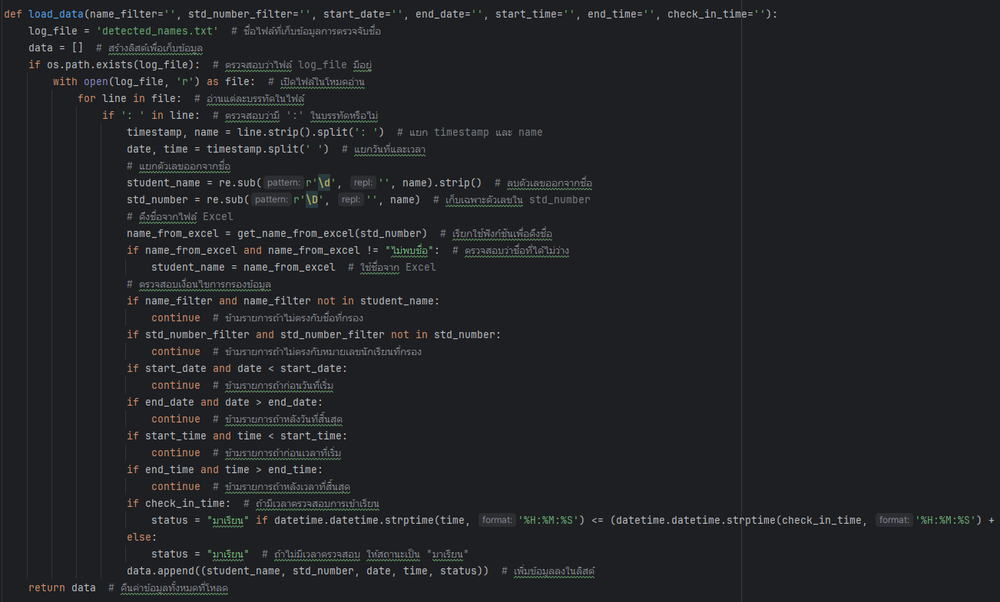 def load_data(name_filter='', std_number_filter='', start_date='', end_date='', start_time='', end_time='', check_in_time=''):
    log_file = 'detected_names.txt'  # ชื่อไฟล์ที่เก็บข้อมูลการตรวจจับชื่อ
    data = []  # สร้างลิสต์เพื่อเก็บข้อมูล
    if os.path.exists(log_file):  # ตรวจสอบว่าไฟล์ log_file มีอยู่
        with open(log_file, 'r') as file:  # เปิดไฟล์ในโหมดอ่าน
            for line in file:  # อ่านแต่ละบรรทัดในไฟล์
                if ': ' in line:  # ตรวจสอบว่ามี ':' ในบรรทัดหรือไม่
                    timestamp, name = line.strip().split(': ')  # แยก timestamp และ name
                    date, time = timestamp.split(' ')  # แยกวันที่และเวลา
                    # แยกตัวเลขออกจากชื่อ
                    student_name = re.sub( pattern: r'\d', repl: '', name).strip()  # ลบตัวเลขออกจากชื่อ
                    std_number = re.sub( pattern: r'\D', repl: '', name)  # เก็บเฉพาะตัวเลขใน std_number
                    # ดึงชื่อจากไฟล์ Excel
                    name_from_excel = get_name_from_excel(std_number)  # เรียกใช้ฟังก์ชันเพื่อดึงชื่อ
                    if name_from_excel and name_from_excel != "ไม่พบชื่อ":  # ตรวจสอบว่าชื่อที่ได้ไม่ว่าง
                        student_name = name_from_excel  # ใช้ชื่อจาก Excel
                    # ตรวจสอบเงื่อนไขการกรองข้อมูล
                    if name_filter and name_filter not in student_name:
                        continue  # ข้ามรายการถ้าไม่ตรงกับชื่อที่กรอง
                    if std_number_filter and std_number_filter not in std_number:
                        continue  # ข้ามรายการถ้าไม่ตรงกับหมายเลขนักเรียนที่กรอง
                    if start_date and date < start_date:
                        continue  # ข้ามรายการถ้าก่อนวันที่เริ่ม
                    if end_date and date > end_date:
                        continue  # ข้ามรายการถ้าหลังวันที่สิ้นสุด
                    if start_time and time < start_time:
                        continue  # ข้ามรายการถ้าก่อนเวลาที่เริ่ม
                    if end_time and time > end_time:
                        continue  # ข้ามรายการถ้าหลังเวลาที่สิ้นสุด
                    if check_in_time:  # ถ้ามีเวลาตรวจสอบการเข้าเรียน
                        status = "มาเรียน" if datetime.datetime.strptime(time, format: '%H:%M:%S') <= (datetime.datetime.strptime(check_in_time, format: '%H:%M:%S') +
                    else:
                        status = "มาเรียน"  # ถ้าไม่มีเวลาตรวจสอบ ให้สถานะเป็น "มาเรียน"
                    data.append((student_name, std_number, date, time, status))  # เพิ่มข้อมูลลงในลิสต์
    return data  # คืนค่าข้อมูลทั้งหมดที่โหลด